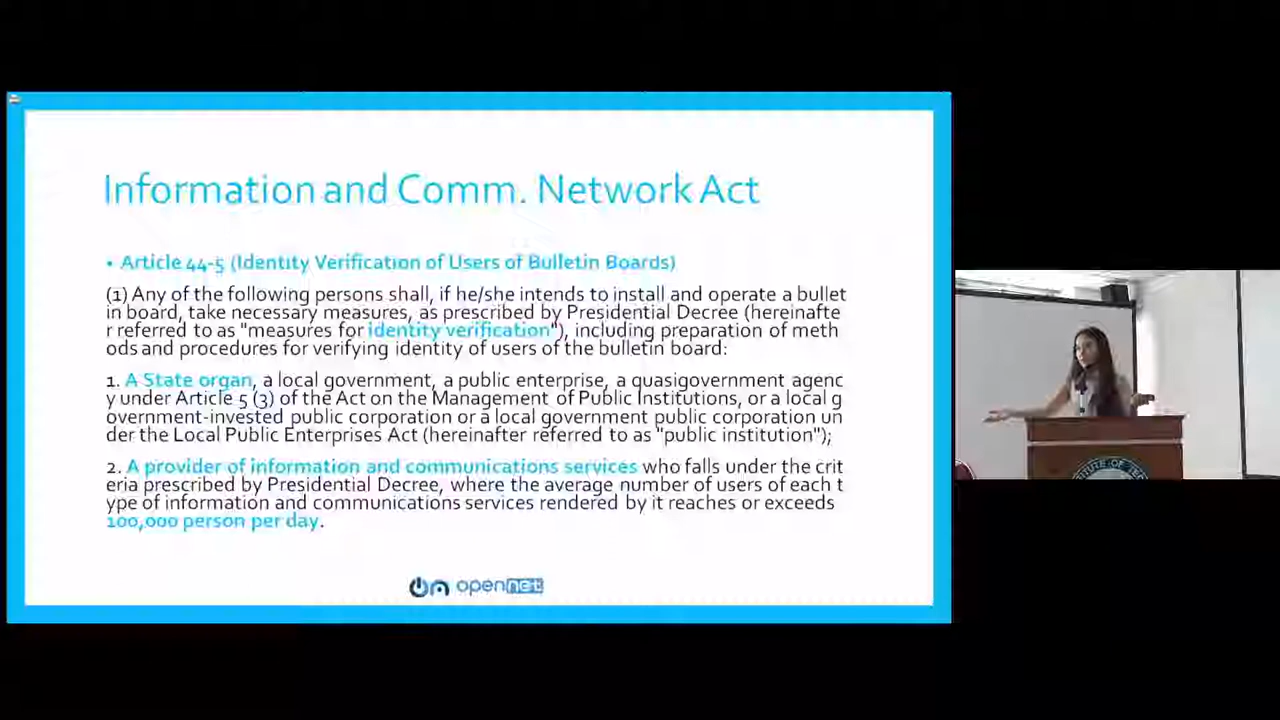 Information and Comm. Network Act
• Article 44-5 (Identity Verification of Users of Bulletin Boards)
(1) Any of the following persons shall, if he/she intends to install and operate a bullet
in board, take necessary measures, as prescribed by Presidential Decree (hereinafte
r referred to as "measures for identity verification"), including preparation of meth
ods and procedures for verifying identity of users of the bulletin board:
1. A State organ, a local government, a public enterprise, a quasigovernment agenc
y under Article 5 (3) of the Act on the Management of Public Institutions, or a local g
overnment-invested public corporation or a local government public corporation un
der the Local Public Enterprises Act (hereinafter referred to as "public institution");
2. A provider of information and communications services who falls under the crit
eria prescribed by Presidential Decree, where the average number of users of each t
ype of information and communications services rendered by it reaches or exceeds
100,000 person per day.
opennet